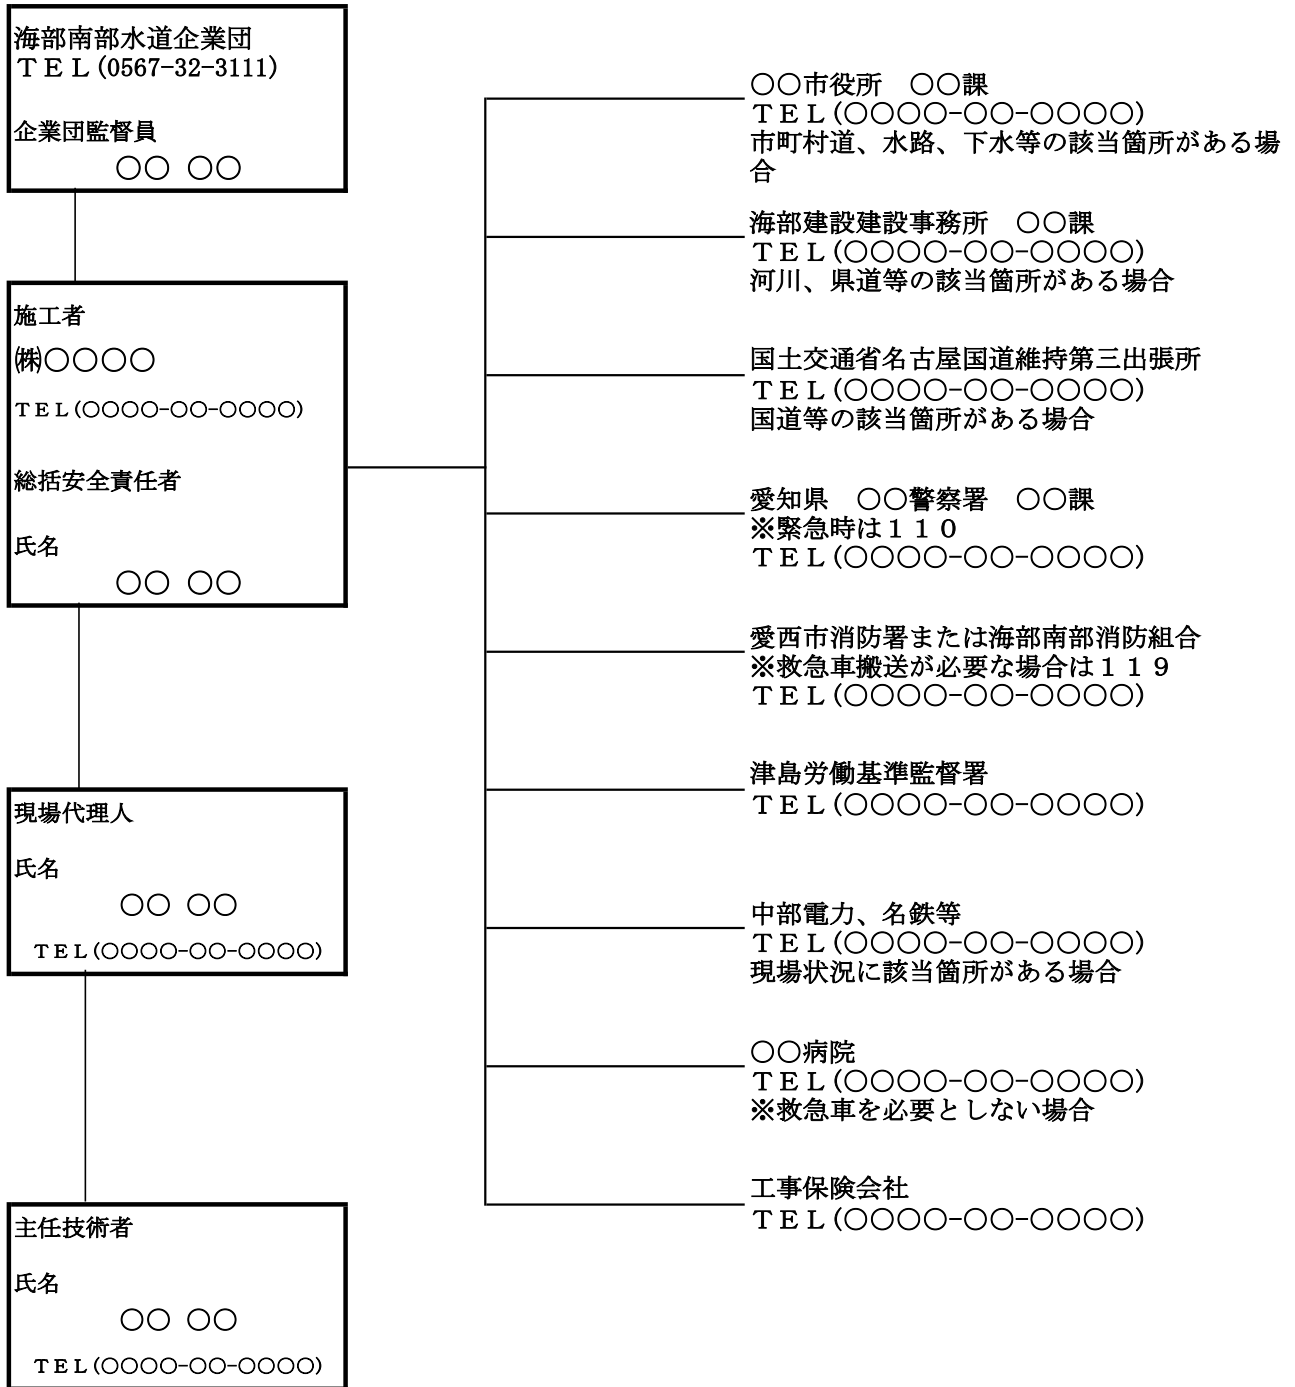 海部南部水道企業団
ＴＥＬ(0567-32-3111)
企業団監督員
○○ ○○
施工者
㈱○○○○
ＴＥＬ(○○○○-○○-○○○○)
総括安全責任者
氏名
○○ ○○
現場代理人
氏名
○○ ○○
ＴＥＬ(○○○○-○○-○○○○)
主任技術者
氏名
○○ ○○
ＴＥＬ(○○○○-○○-○○○○)
○○市役所　○○課
ＴＥＬ(○○○○-○○-○○○○)
市町村道、水路、下水等の該当箇所がある場
合
海部建設建設事務所　○○課
ＴＥＬ(○○○○-○○-○○○○)
河川、県道等の該当箇所がある場合
国土交通省名古屋国道維持第三出張所
ＴＥＬ(○○○○-○○-○○○○)
国道等の該当箇所がある場合
愛知県　○○警察署　○○課
※緊急時は１１０
ＴＥＬ(○○○○-○○-○○○○)
愛西市消防署または海部南部消防組合
※救急車搬送が必要な場合は１１９
ＴＥＬ(○○○○-○○-○○○○)
津島労働基準監督署
ＴＥＬ(○○○○-○○-○○○○)
中部電力、名鉄等
ＴＥＬ(○○○○-○○-○○○○)
現場状況に該当箇所がある場合
○○病院
ＴＥＬ(○○○○-○○-○○○○)
※救急車を必要としない場合
工事保険会社
ＴＥＬ(○○○○-○○-○○○○)